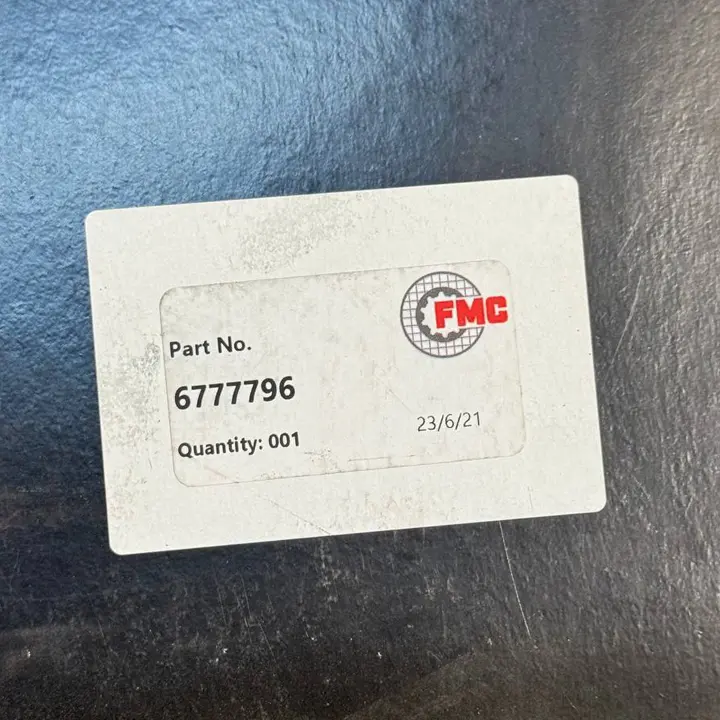 FMC
Part No.
6777796
23/6/21
Quantity: 001